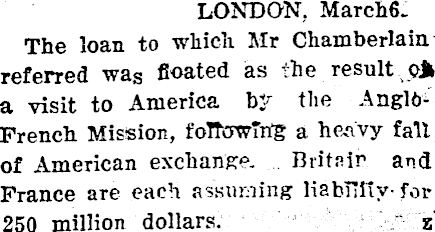 LONDON, March6.
The loan to which Mr Chamberlain
referred was floated as the result of
a visit to America by the Anglo-
French Mission, following a heavy fall
of American exchange. Britain and
France are each assuming liability for
250 million dollars.